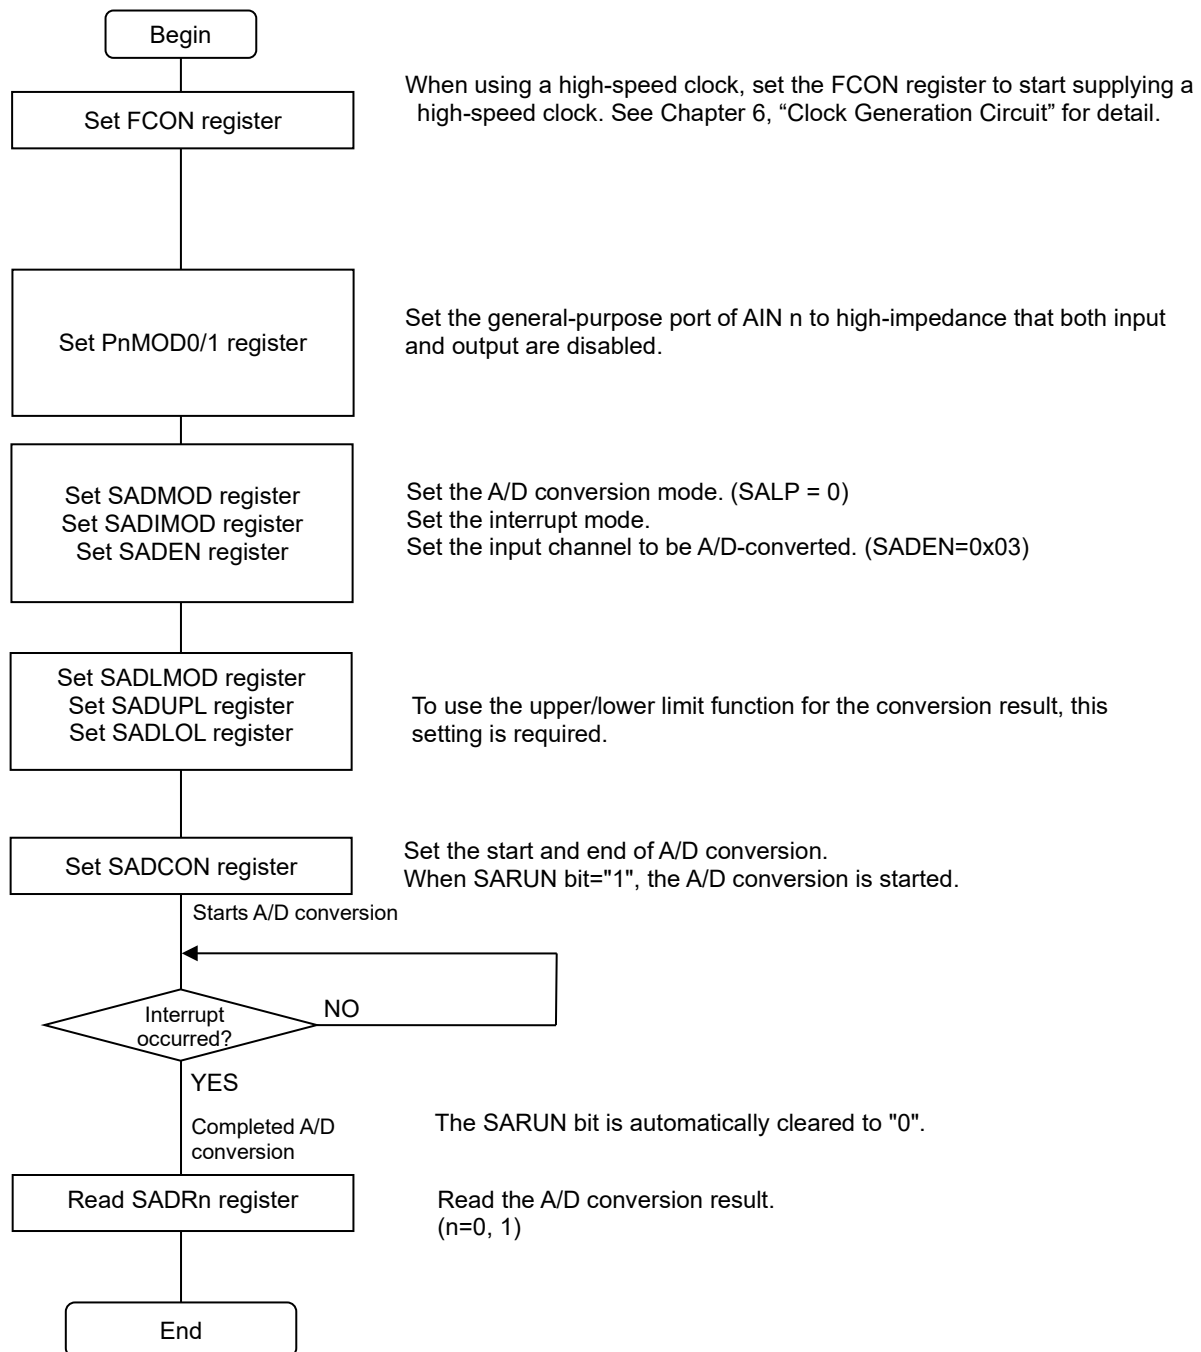 Begin
When using a high-speed clock, set the FCON register to start supplying a
high-speed clock. See Chapter 6, “Clock Generation Circuit” for detail.
Set FCON register
Set PnMOD0/1 register
Set the general-purpose port of AIN n to high-impedance that both input
and output are disabled.
Set SADMOD register
Set SADIMOD register
Set SADEN register
Set the A/D conversion mode. (SALP = 0)
Set the interrupt mode.
Set the input channel to be A/D-converted. (SADEN=0x03)
Set SADLMOD register
Set SADUPL register
Set SADLOL register
To use the upper/lower limit function for the conversion result, this
setting is required.
Set SADCON register
Set the start and end of A/D conversion.
When SARUN bit="1", the A/D conversion is started.
Starts A/D conversion
Interrupt
occurred?
NO
YES
Completed A/D
conversion
The SARUN bit is automatically cleared to "0".
Read SADRn register
Read the A/D conversion result.
(n=0, 1)
End